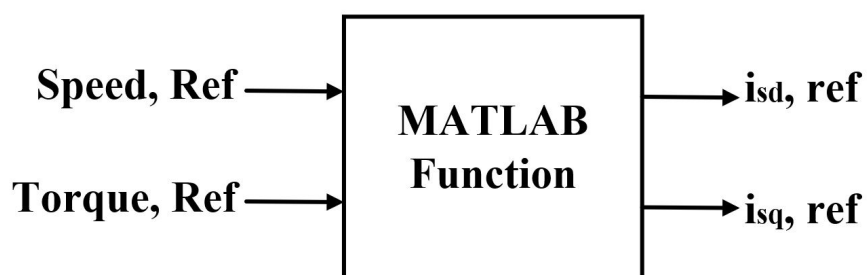 Speed, Ref
Torque, Ref
MATLAB
Function
isd, ref
isq, ref